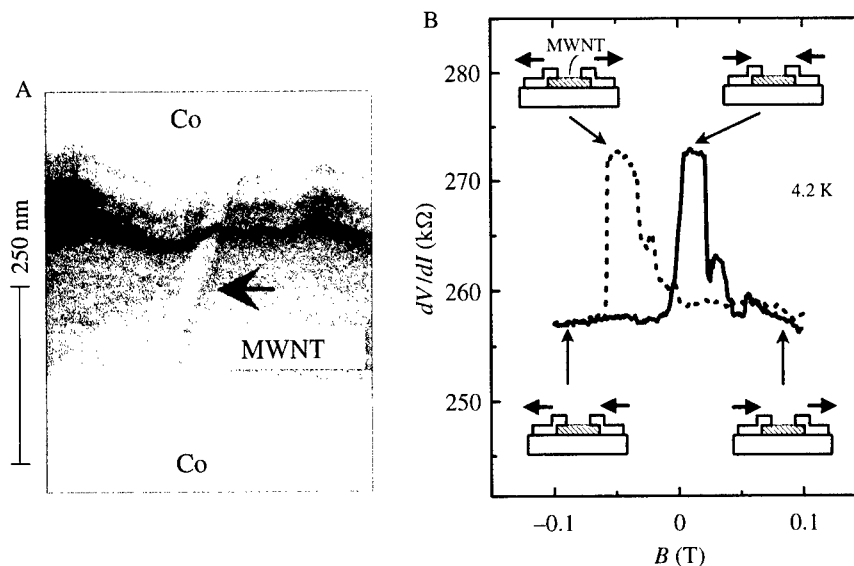 A
Co
250 nm
MWNT
Co
B
MWNT
280
270
260
250
dV/dI (kΩ)
4.2 K
−0.1
0
0.1
B (T)